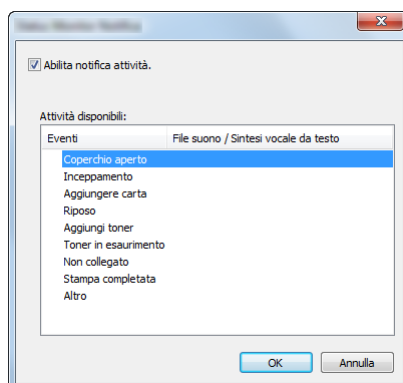 Abilita notifica attività.
Attività disponibili:
Eventi File suono / Sintesi vocale da testo
Coperchio aperto
Inceppamento
Aggiungere carta
Riposo
Aggiungi toner
Toner in esaurimento
Non collegato
Stampa completata
Altro
OK Annulla